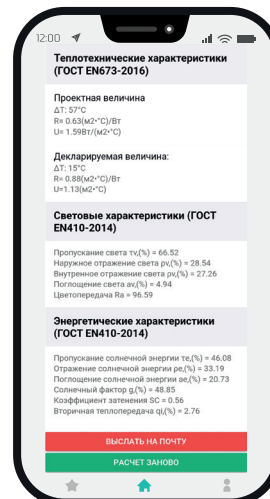 12:00
Теплотехнические характеристики
(ГОСТ EN673-2016)
Проектная величина
ΔT: 57°C
R= 0.63(м2•°C)/Вт
U= 1.59Вт/(м2•°C)
Декларируемая величина:
ΔT: 15°C
R= 0.88(м2•°C)/Вт
U=1.13(м2•°C)
Световые характеристики (ГОСТ
EN410-2014)
Пропускание света τv,(%) = 66.52
Наружное отражение света ρv,(%) = 28.54
Внутренное отражение света ρv,(%) = 27.26
Поглощение света av,(%) = 4.94
Цветопередача Ra = 96.59
Энергетические характеристики
(ГОСТ EN410-2014)
Пропускание солнечной энергии τe,(%) = 46.08
Отражение солнечной энергии ρe,(%) = 33.19
Поглощение солнечной энергии ae,(%) = 20.73
Солнечный фактор g,(%) = 48.85
Коэффициент затенения SC = 0.56
Вторичная теплопередача qi,(%) = 2.76
ВЫСЛАТЬ НА ПОЧТУ
РАСЧЕТ ЗАНОВО